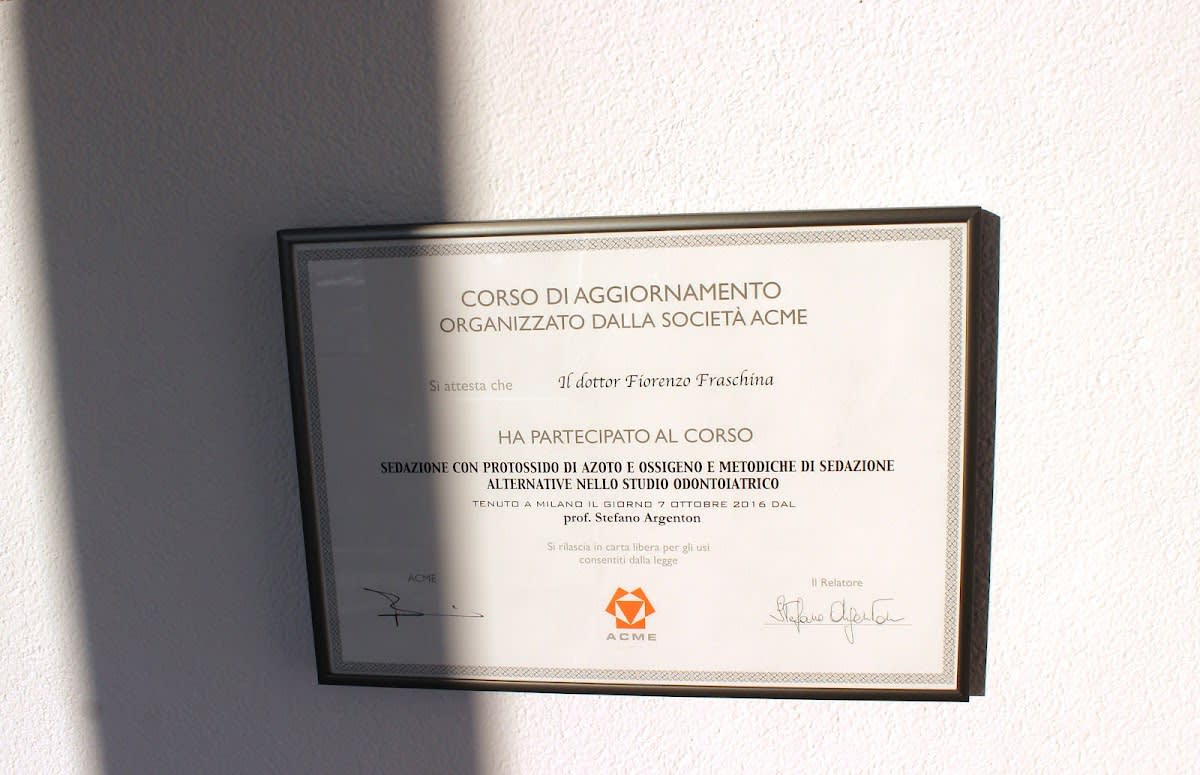 CORSO DI AGGIORNAMENTO
ORGANIZZATO DALLA SOCIETÀ ACME
Si attesta che Il dottor Fiorenzo Fraschina
HA PARTECIPATO AL CORSO
SEDAZIONE CON PROTOSSIDO DI AZOTO E OSSIGENO E METODICHE DI SEDAZIONE
ALTERNATIVE NELLO STUDIO ODONTOIATRICO
TENUTO A MILANO IL GIORNO 7 OTTOBRE 2016 DAL
prof. Stefano Argenton
Si rilascia in carta libera per gli usi
consentiti dalla legge
ACME
Il Relatore
Stefano Argenton
ACME